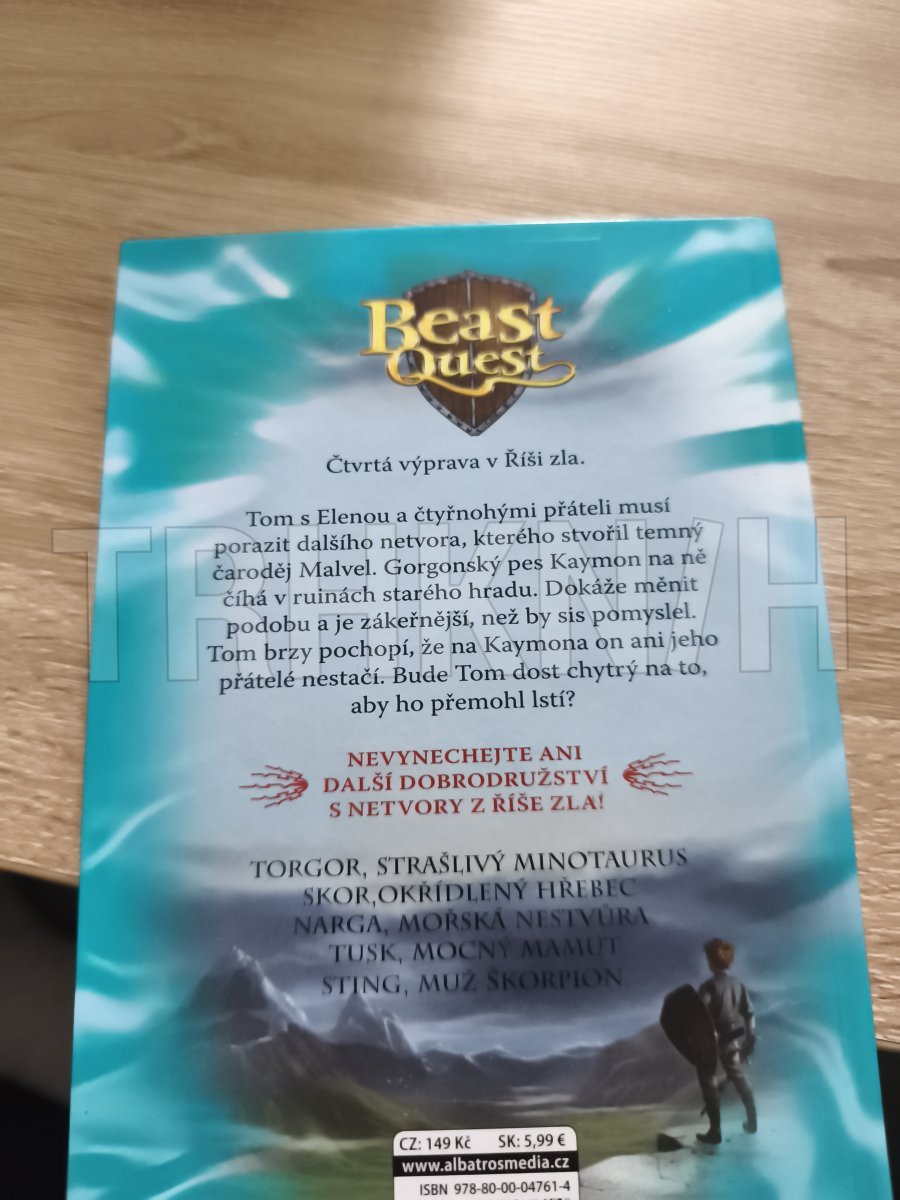 Beast
Quest
Čtvrtá výprava v Říši zla.
Tom s Elenou a čtyřnohými přáteli musí
porazit dalšího netvora, kterého stvořil temný
čaroděj Malvel. Gorgonský pes Kaymon na ně
číhá v ruinách starého hradu. Dokáže měnit
podobu a je zákeřnější, než by sis pomyslel.
Tom brzy pochopí, že na Kaymona on ani jeho
přátelé nestačí. Bude Tom dost chytrý na to,
aby ho přemohl lstí?
NEVYNECHEJTE ANI
DALŠÍ DOBRODRUŽSTVÍ
S NETVORY Z ŘÍŠE ZLA!
TORGOR, STRAŠLIVÝ MINOTAURUS
SKOR,OKŘÍDLENÝ HŘEBEC
NARGA, MOŘSKÁ NESTVŮRA
TUSK, MOCNÝ MAMUT
STING, MUŽ ŠKORPION
CZ: 149 Kč SK: 5,99 €
www.albatrosmedia.cz
ISBN 978-80-00-04761-4